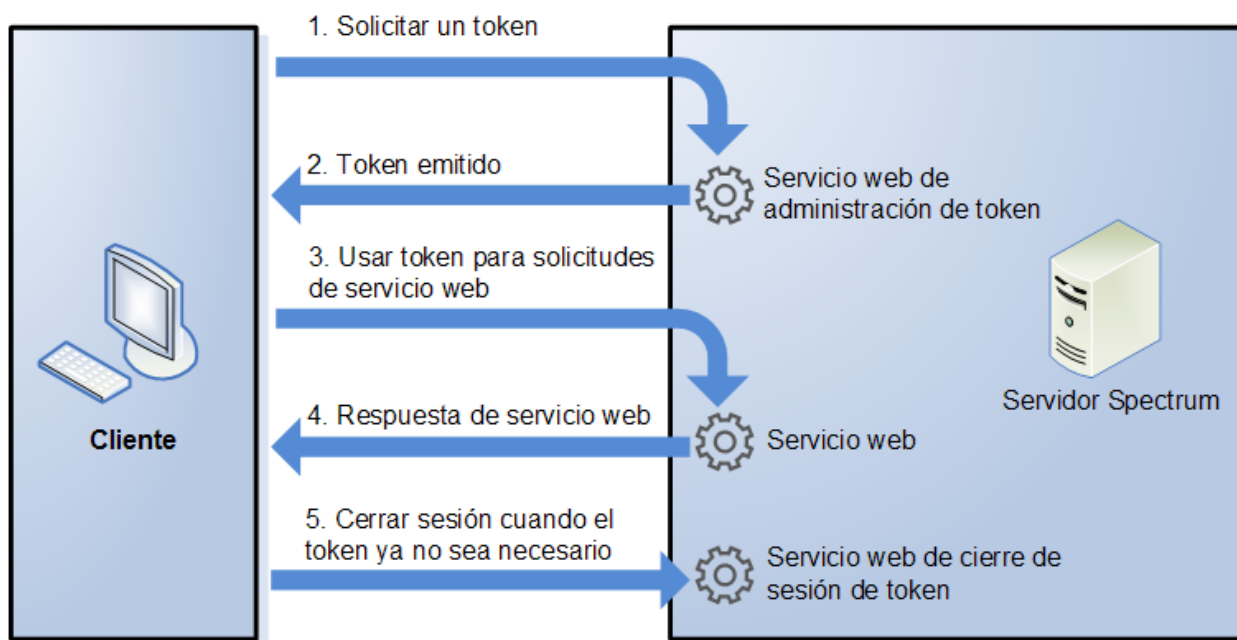 1. Solicitar un token
2. Token emitido
Servicio web de
administración de token
3. Usar token para solicitudes
de servicio web
Servidor Spectrum
4. Respuesta de servicio web
Servicio web
Cliente
5. Cerrar sesión cuando el
token ya no sea necesario
Servicio web de cierre de
sesión de token